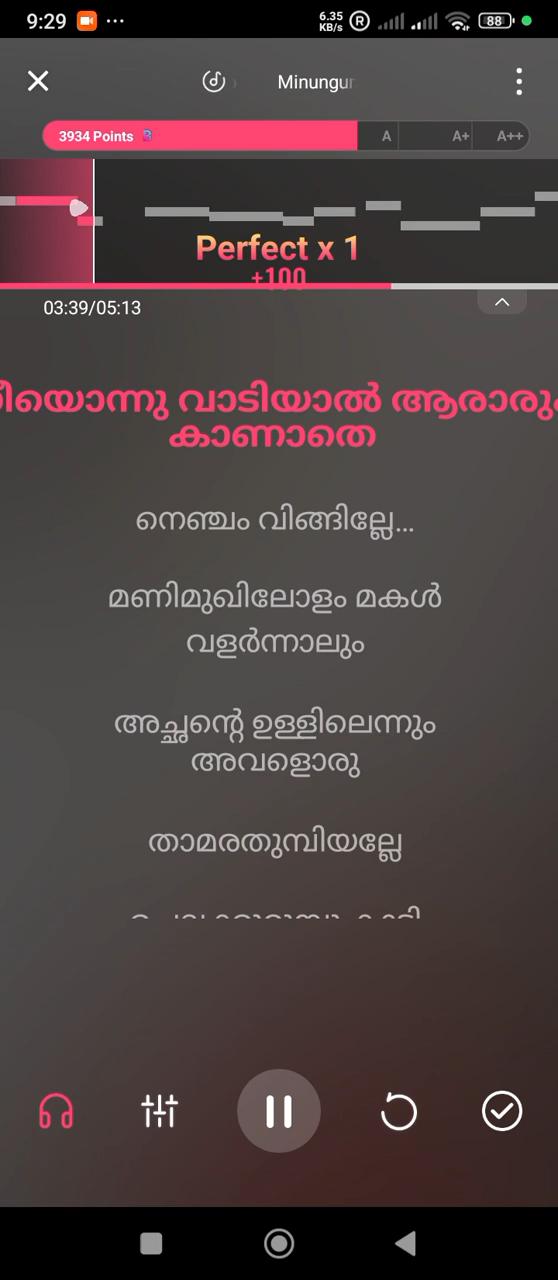 9:29
6.35
KB/s
R
88
Minungur
3934 Points B
A
A+
A++
Perfect x 1
+100
03:39/05:13
വാടിയാൽ ആരാരും
കാണാതെ
നെഞ്ചം വിങ്ങില്ലേ...
മണിമുഖിലോളം മകൾ
വളർന്നാലും
അച്ഛന്റെ ഉള്ളിലെന്നും
അവളൊരു
താമരതുമ്പിയല്ലേ